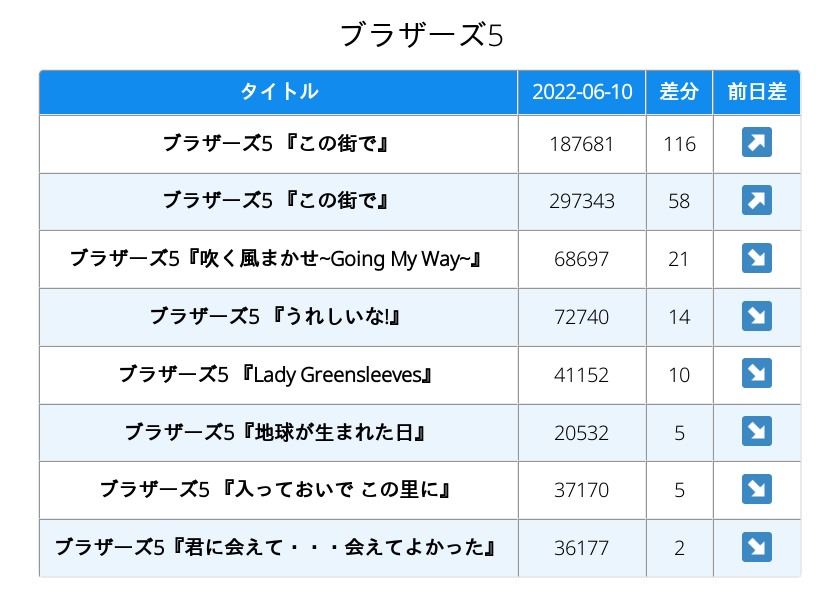 ブラザーズ5
タイトル 2022-06-10 差分 前日差
ブラザーズ5 『この街で』 187681 116 ↗
ブラザーズ5 『この街で』 297343 58 ↗
ブラザーズ5『吹く風まかせ~Going My Way~』 68697 21 ↘
ブラザーズ5 『うれしいな!』 72740 14 ↘
ブラザーズ5 『Lady Greensleeves』 41152 10 ↘
ブラザーズ5『地球が生まれた日』 20532 5 ↘
ブラザーズ5 『入っておいで この里に』 37170 5 ↘
ブラザーズ5『君に会えて・・・会えてよかった』 36177 2 ↘